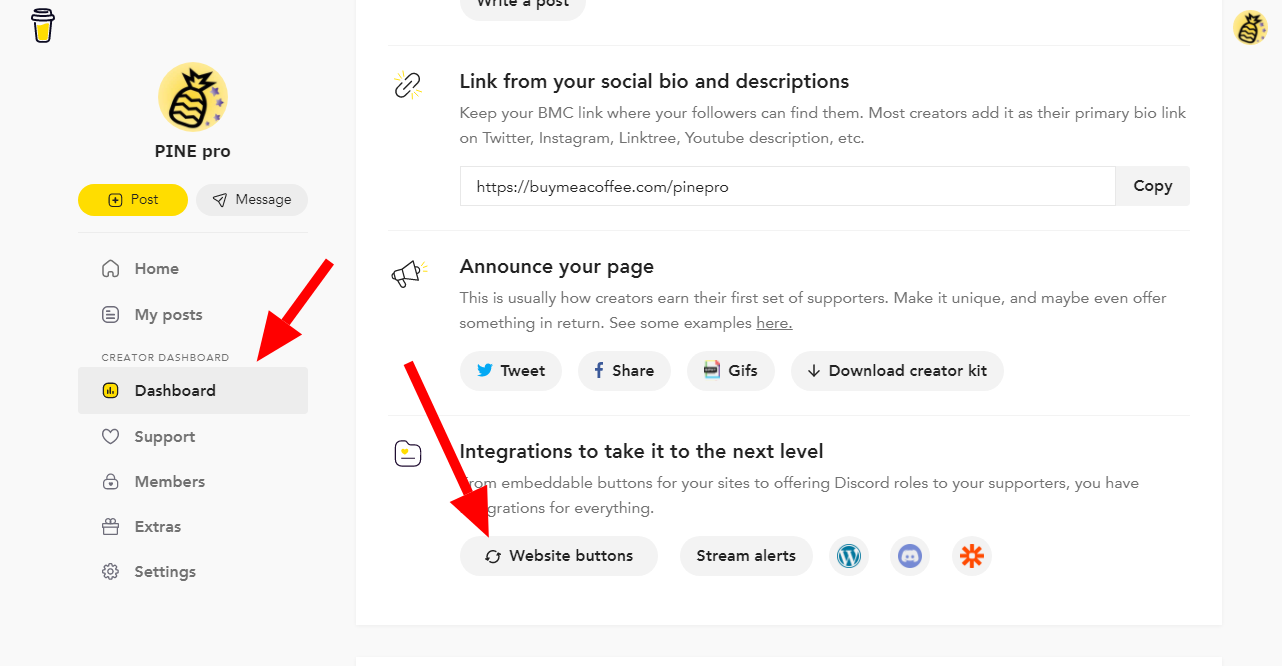 Write a post
PINE pro
Post
Message
Home
My posts
CREATOR DASHBOARD
Dashboard
Support
Members
Extras
Settings
Link from your social bio and descriptions
Keep your BMC link where your followers can find them. Most creators add it as their primary bio link
on Twitter, Instagram, Linktree, Youtube description, etc.
https://buymeacoffee.com/pinepro
Copy
Announce your page
This is usually how creators earn their first set of supporters. Make it unique, and maybe even offer
something in return. See some examples here.
Tweet
Share
Gifs
Download creator kit
Integrations to take it to the next level
From embeddable buttons for your sites to offering Discord roles to your supporters, you have
integrations for everything.
Website buttons
Stream alerts